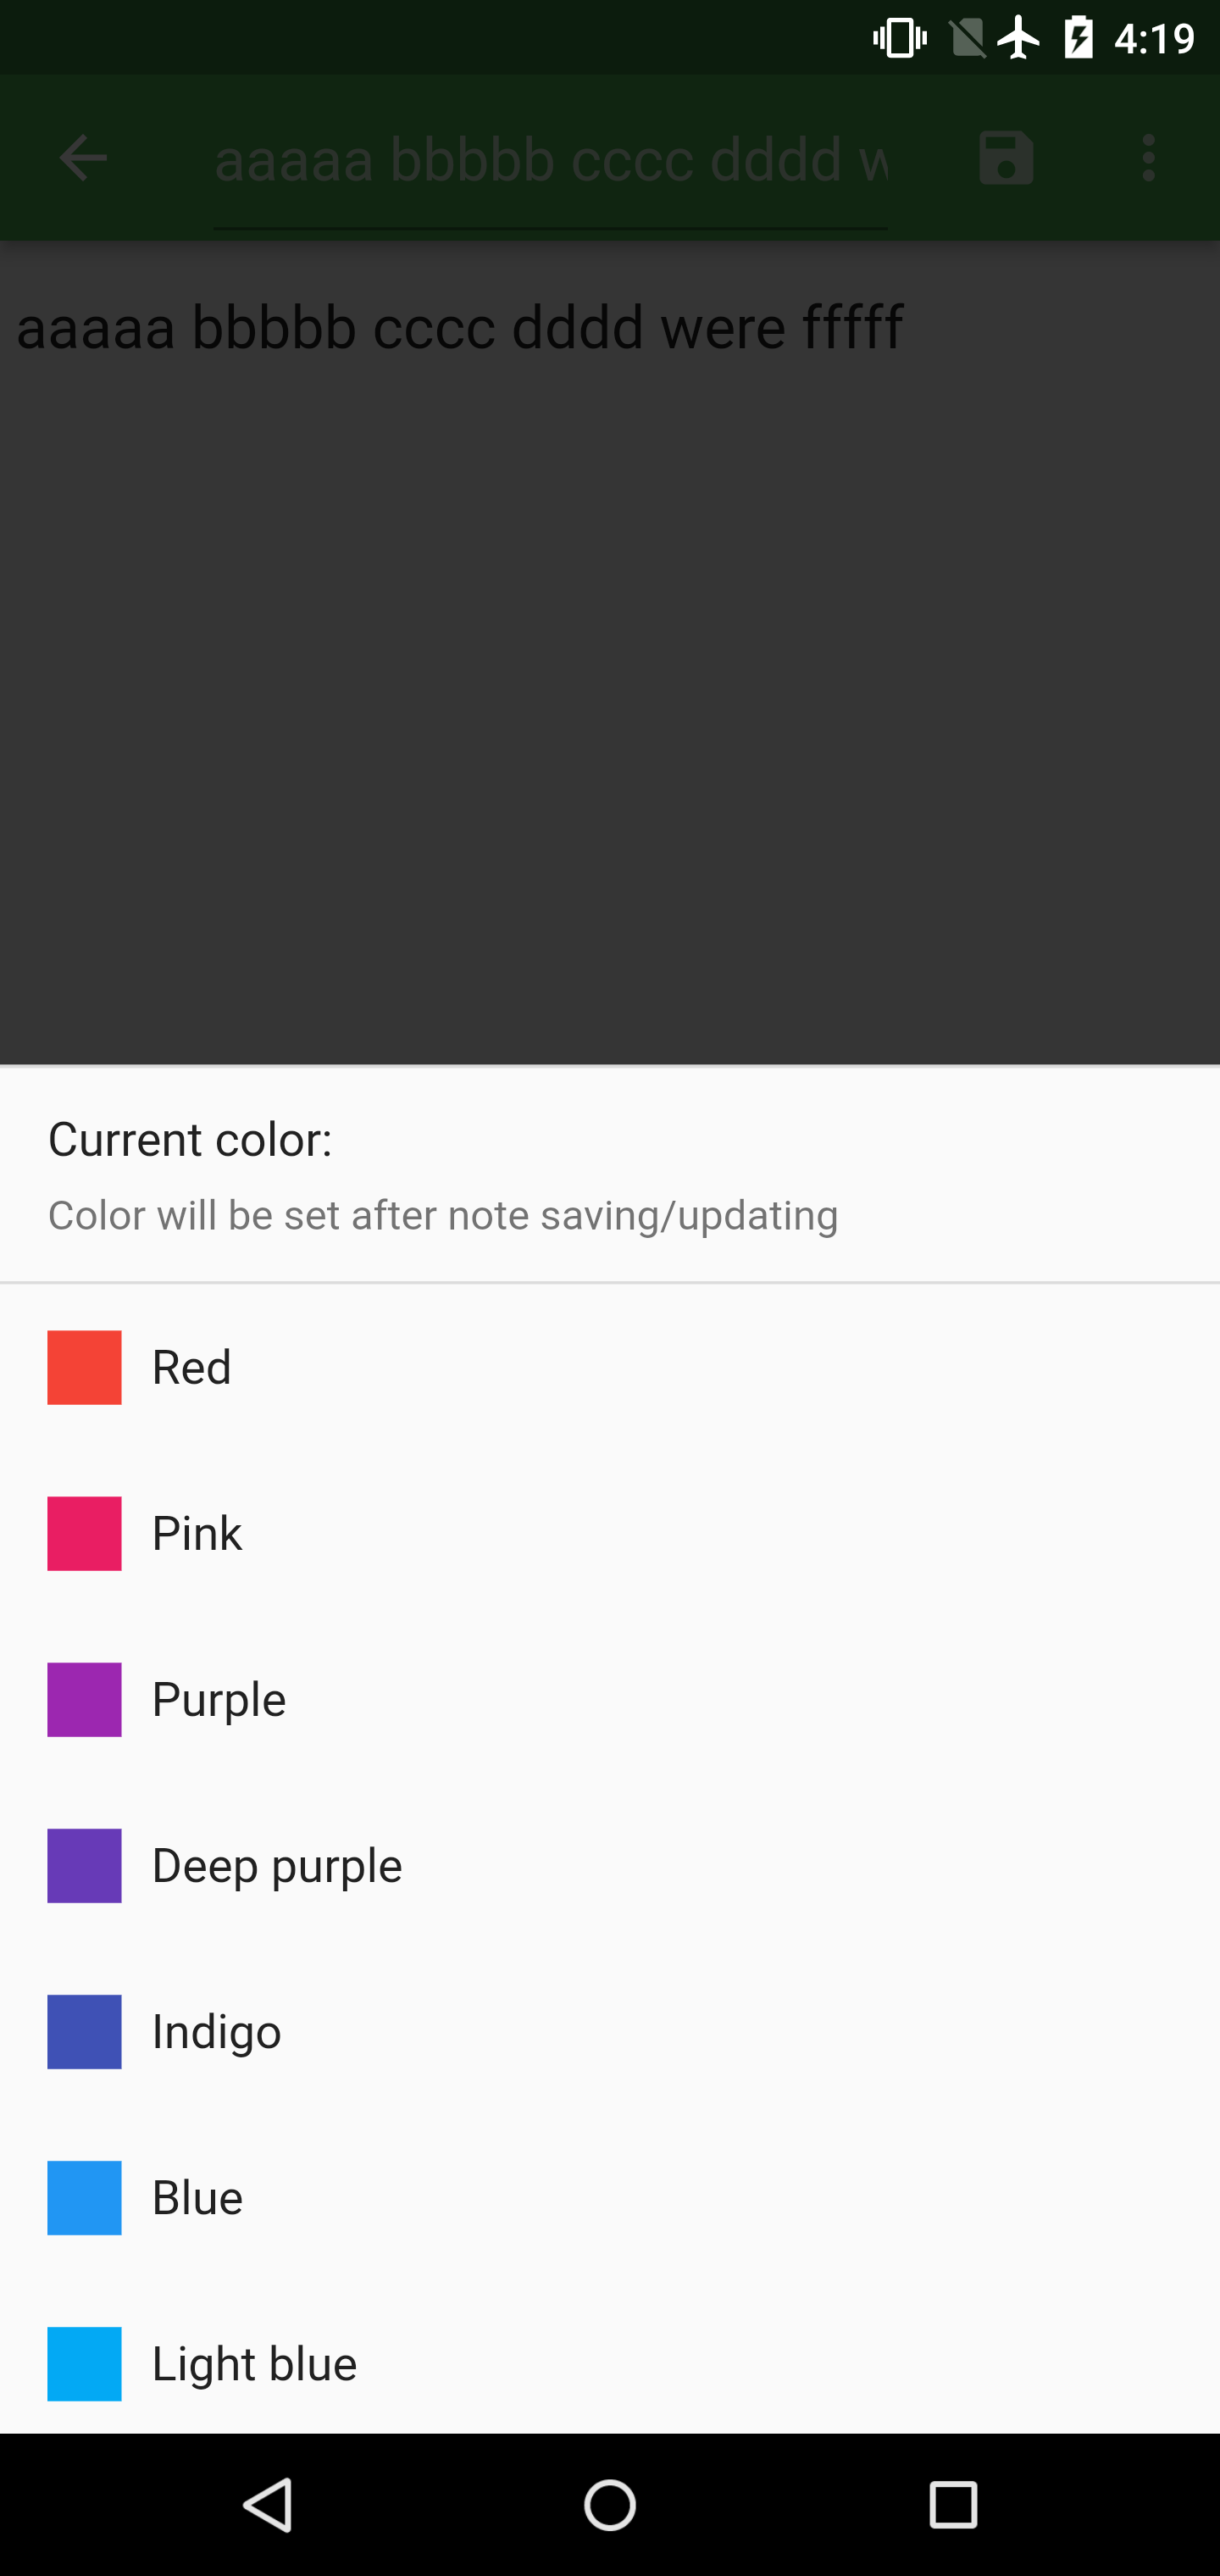 4:19
aaaaa bbbbb cccc dddd w
aaaaa bbbbb cccc dddd were fffff
Current color:
Color will be set after note saving/updating
Red
Pink
Purple
Deep purple
Indigo
Blue
Light blue